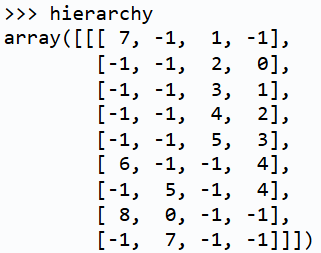 >>> hierarchy
array([[[ 7, -1,  1, -1],
        [-1, -1,  2,  0],
        [-1, -1,  3,  1],
        [-1, -1,  4,  2],
        [-1, -1,  5,  3],
        [ 6, -1, -1,  4],
        [-1,  5, -1,  4],
        [ 8,  0, -1, -1],
        [-1,  7, -1, -1]]])